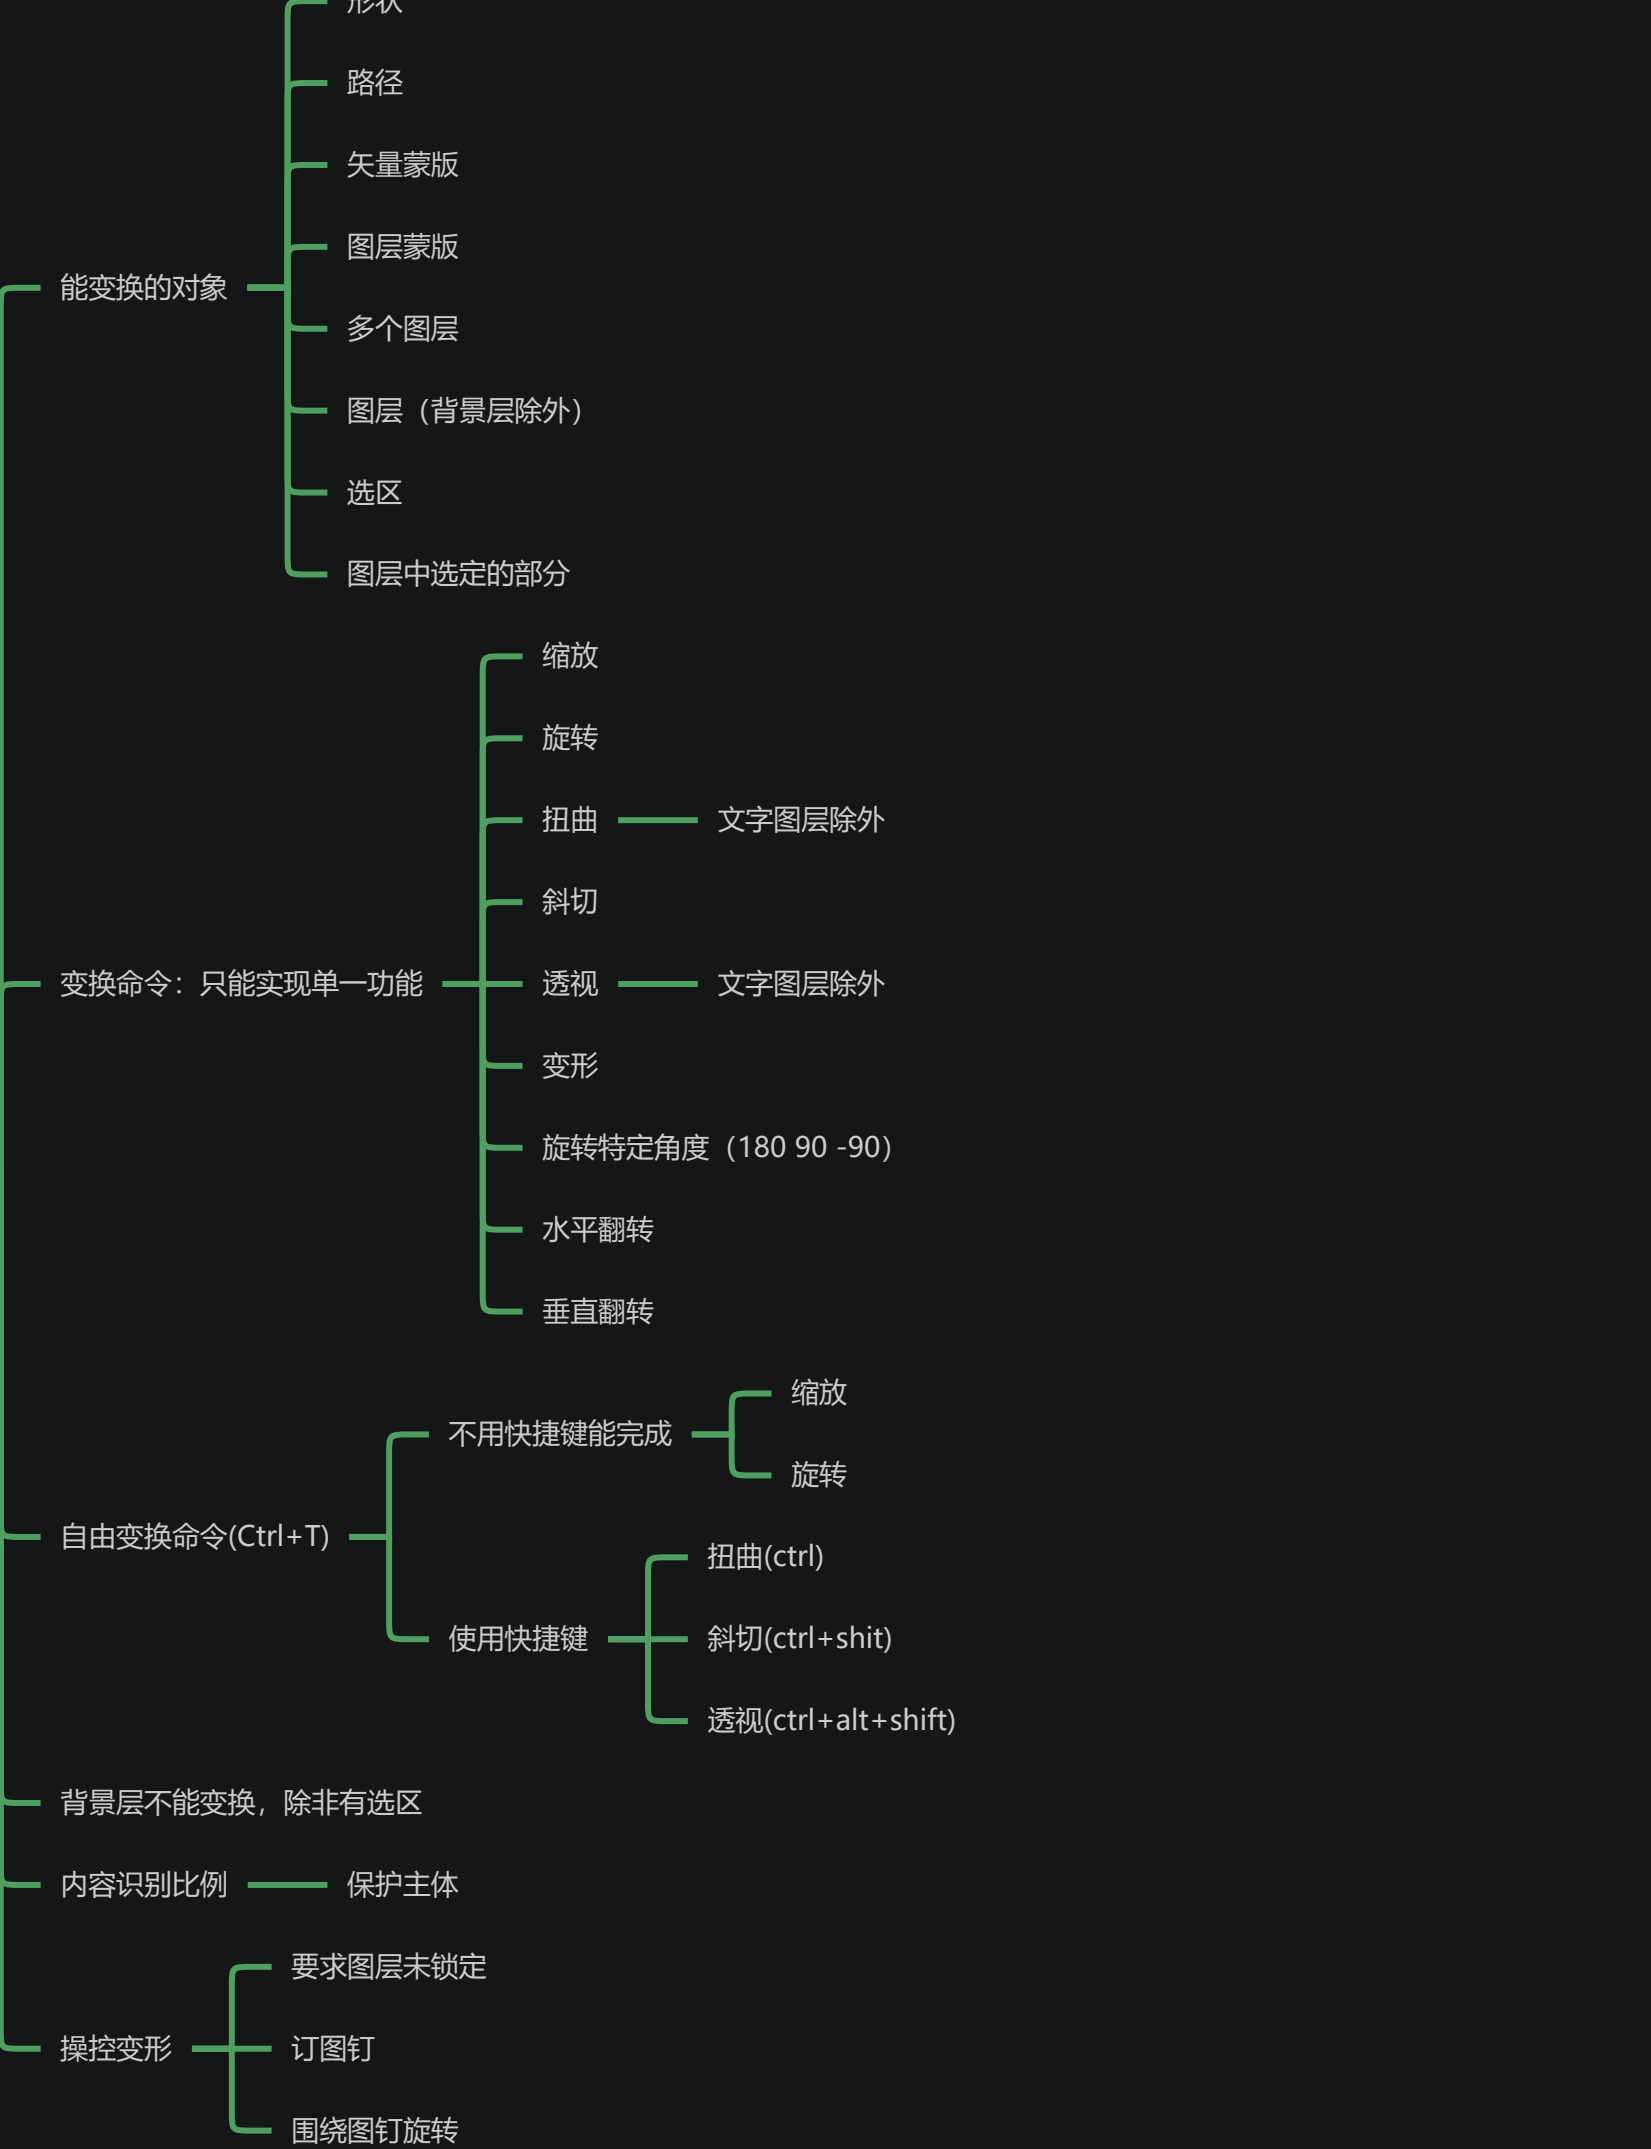 形状
路径
矢量蒙版
图层蒙版
能变换的对象
多个图层
图层（背景层除外）
选区
图层中选定的部分
缩放
旋转
扭曲 文字图层除外
斜切
变换命令：只能实现单一功能 透视 文字图层除外
变形
旋转特定角度（180 90 -90）
水平翻转
垂直翻转
缩放
不用快捷键能完成
旋转
自由变换命令(Ctrl+T)
扭曲(ctrl)
使用快捷键 斜切(ctrl+shit)
透视(ctrl+alt+shift)
背景层不能变换，除非有选区
内容识别比例 保护主体
要求图层未锁定
操控变形 订图钉
围绕图钉旋转